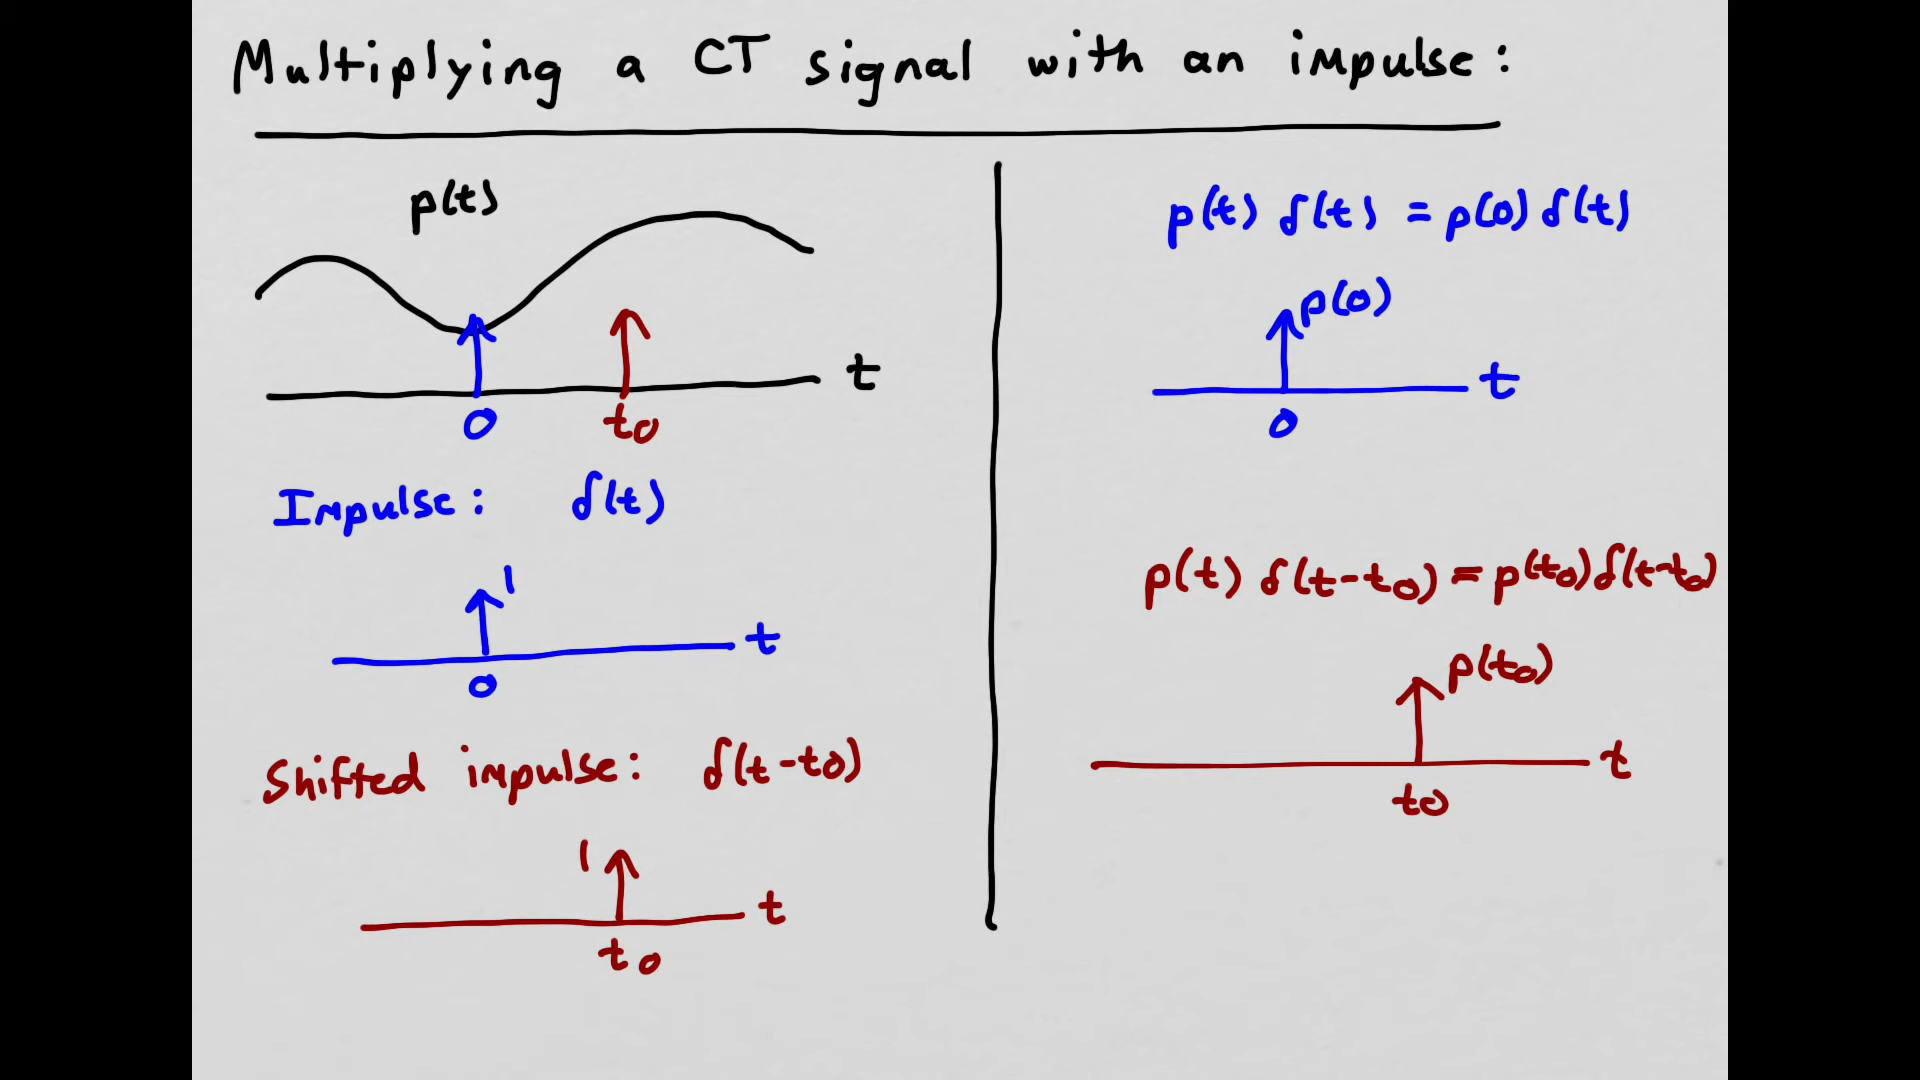 Multiplying a CT signal with an impulse:
p(t)
t
0
t0
Impulse: δ(t)
1
t
0
Shifted impulse: δ(t-t0)
1
t
t0
p(t) δ(t) = p(0) δ(t)
p(0)
t
0
p(t) δ(t-t0) = p(t0) δ(t-t0)
p(t0)
t
t0